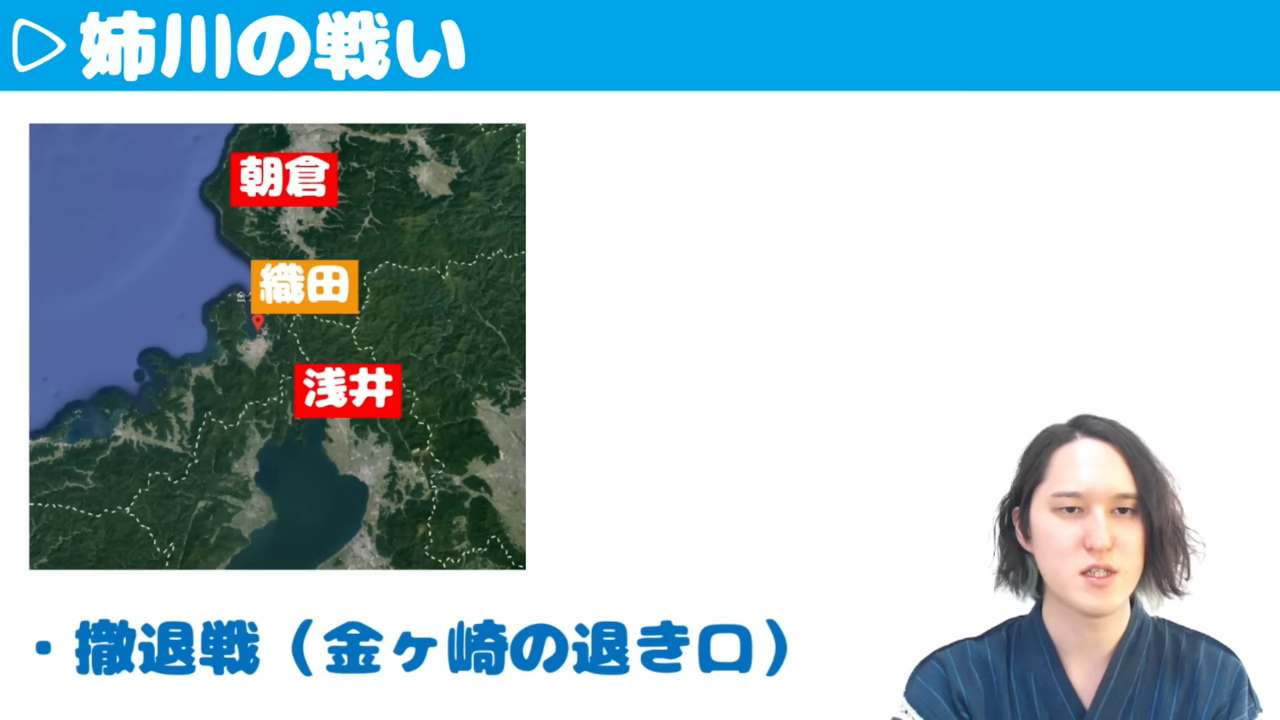 姉川の戦い
朝倉
織田
浅井
・撤退戦（金ヶ崎の退き口）